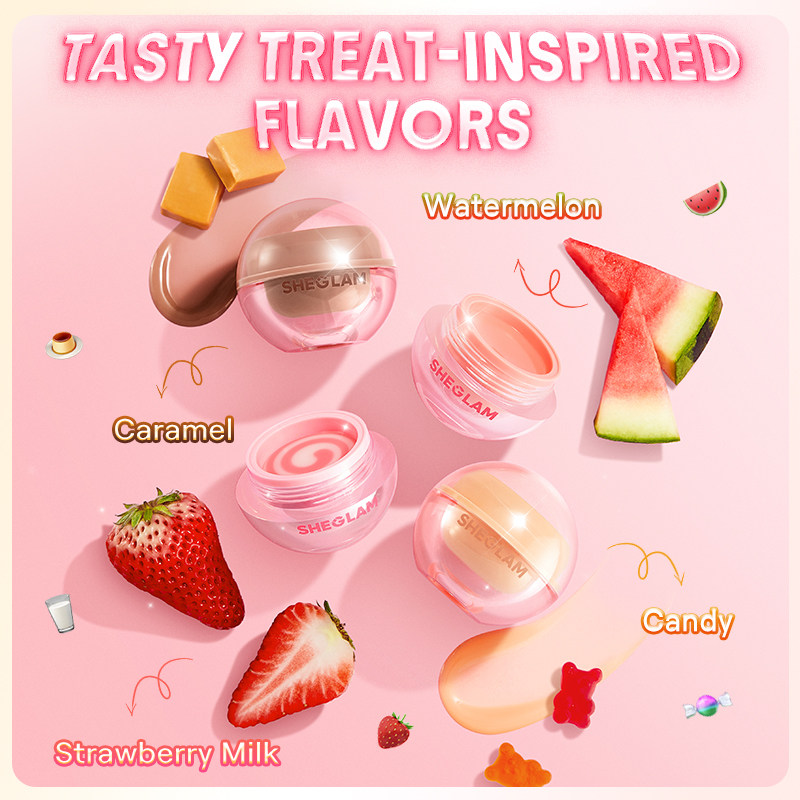 TASTY TREAT-INSPIRED
FLAVORS
Watermelon
SHEGLAM
SHEGLAM
Caramel
SHEGLAM
SHEGLAM
Candy
Strawberry Milk